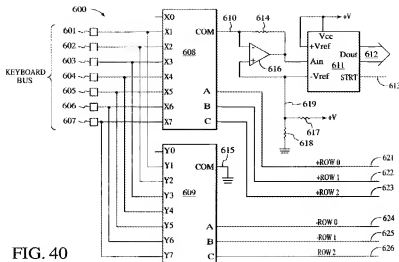 600
601
602
603
604
605
606
607
KEYBOARD
BUS
X0
X1
X2
X3
X4
X5
X6
X7
COM
608
A
B
C
610
614
616
+V
Vcc
+Vref
Ain
-Vref
Dout
611
STRT
612
613
619
+V
617
618
Y0
Y1
Y2
Y3
Y4
Y5
Y6
Y7
COM
609
A
B
C
615
+ROW 0
621
+ROW 1
622
+ROW 2
623
-ROW 0
624
-ROW 1
625
-ROW 2
626
FIG. 40